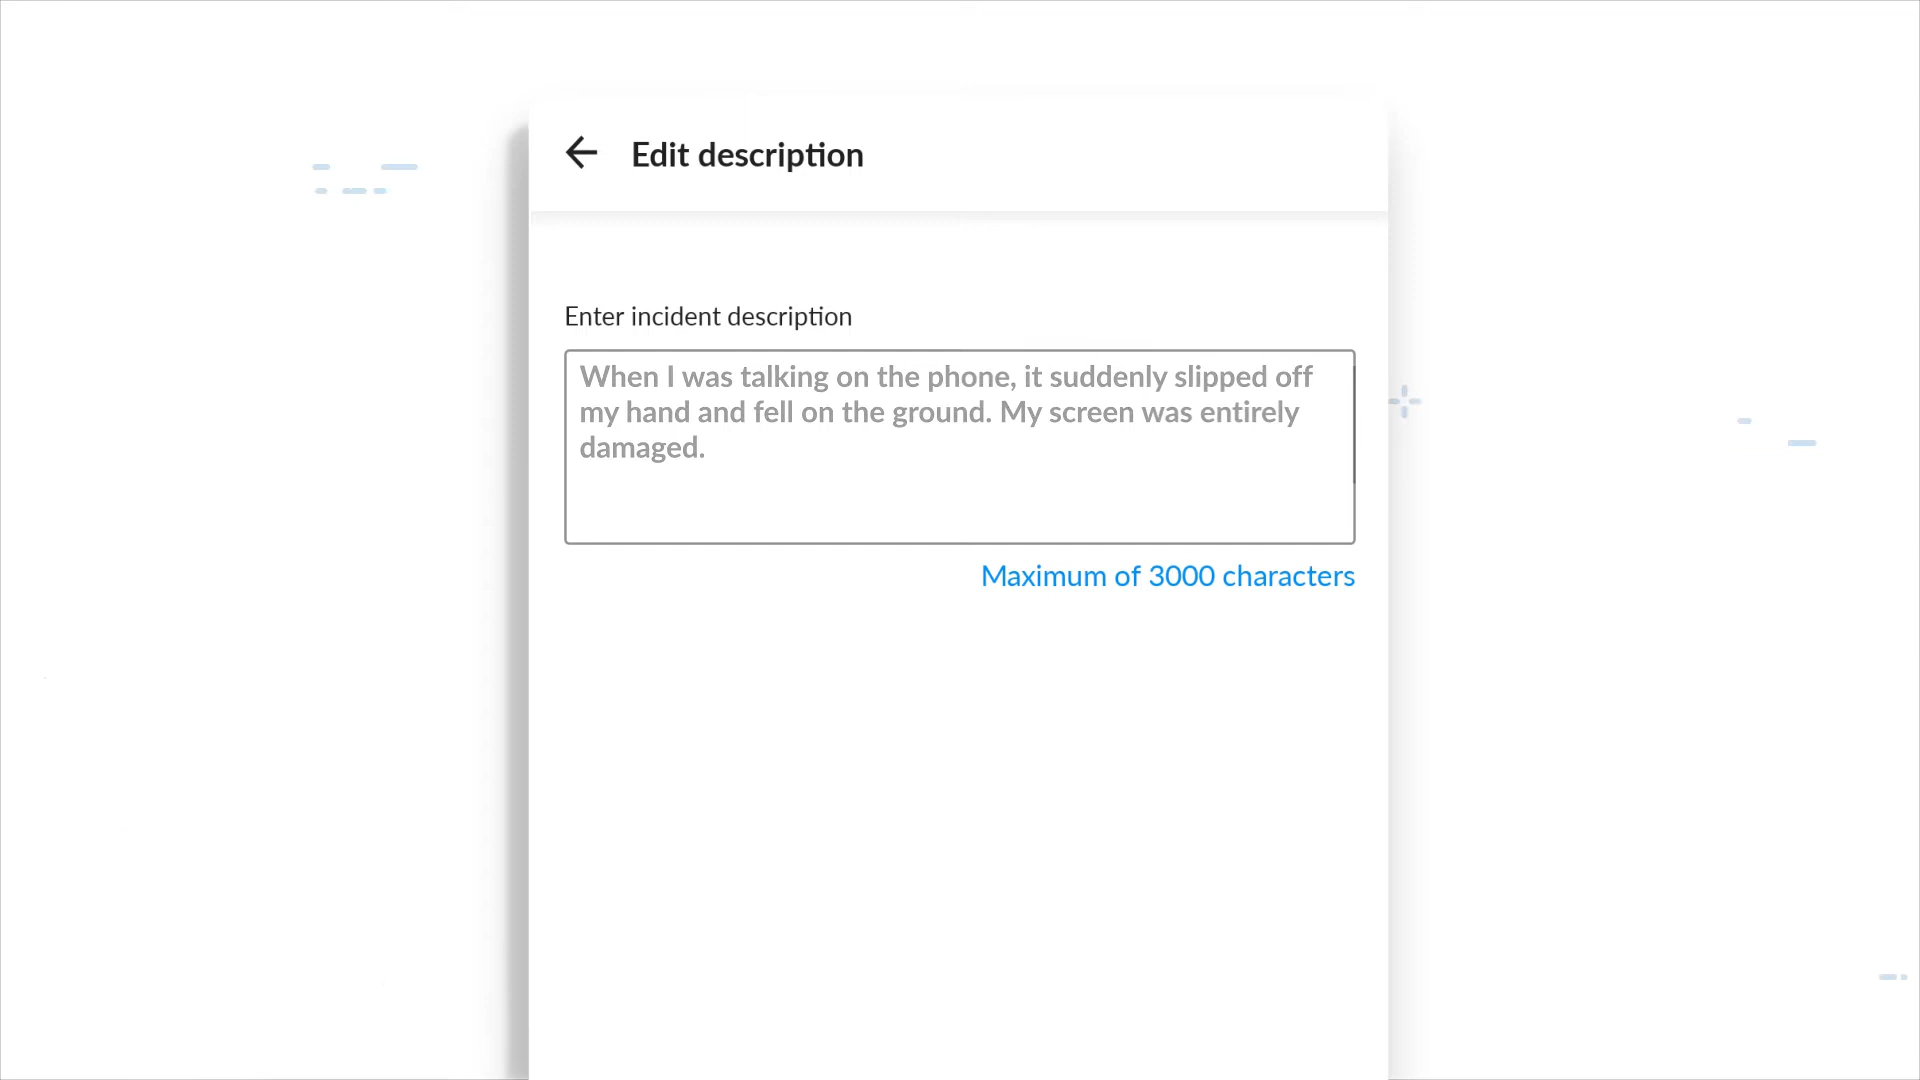 Edit description
Enter incident description
When I was talking on the phone, it suddenly slipped off
my hand and fell on the ground. My screen was entirely
damaged.
Maximum of 3000 characters